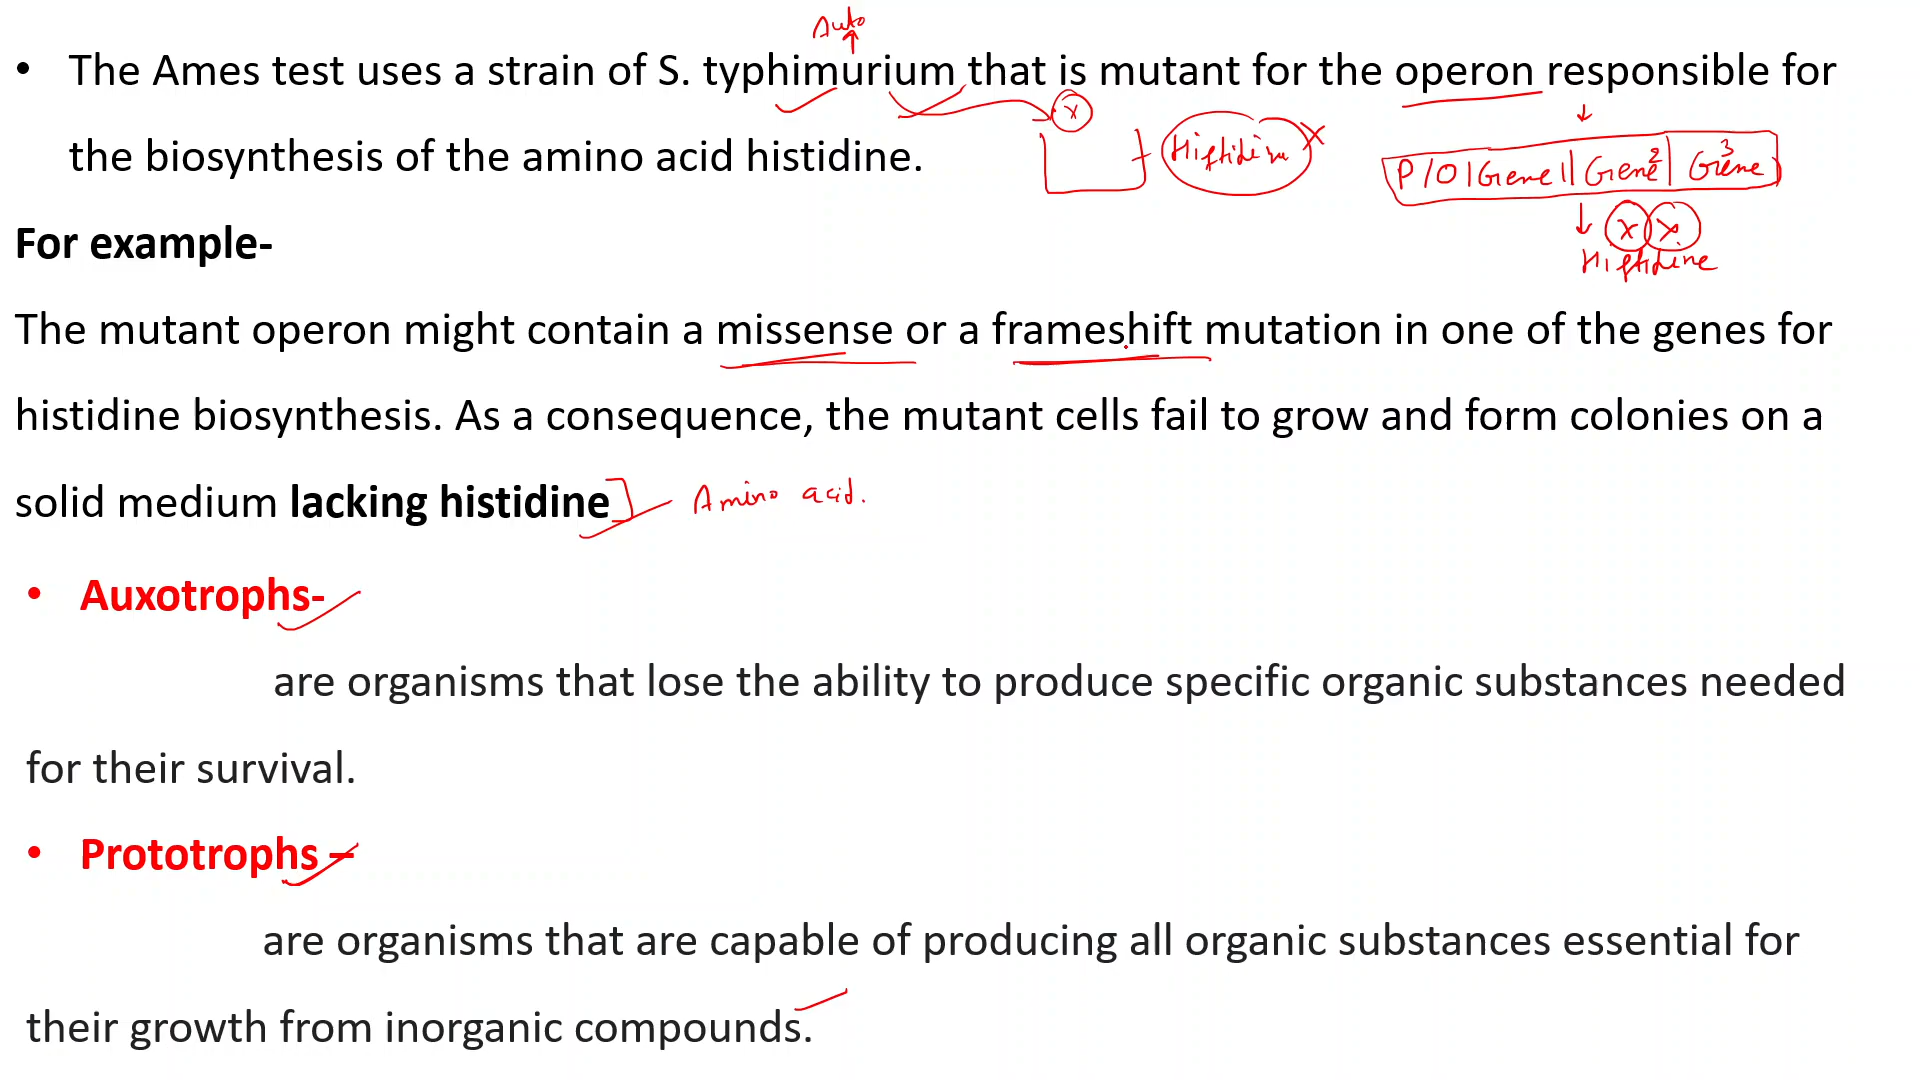 Auto
• The Ames test uses a strain of S. typhimurium that is mutant for the operon responsible for
x
the biosynthesis of the amino acid histidine.
Histidine x
P/O|Gene1|Gene2|Gene3
x x
Histidine
For example-
The mutant operon might contain a missense or a frameshift mutation in one of the genes for
histidine biosynthesis. As a consequence, the mutant cells fail to grow and form colonies on a
solid medium lacking histidine] Amino acid.
• Auxotrophs-
are organisms that lose the ability to produce specific organic substances needed
for their survival.
• Prototrophs –
are organisms that are capable of producing all organic substances essential for
their growth from inorganic compounds.